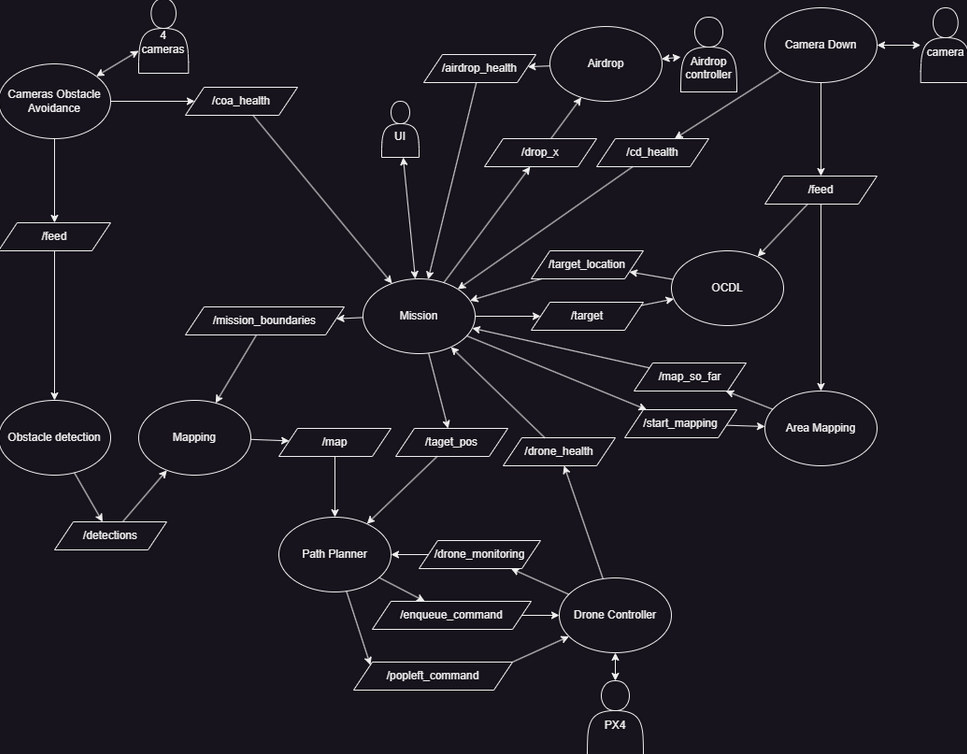 4
cameras
Cameras Obstacle
Avoidance
/coa_health
/airdrop_health
Airdrop
Airdrop
controller
Camera Down
camera
UI
/drop_x
/cd_health
/feed
/feed
/target_location
OCDL
/mission_boundaries
Mission
/target
/map_so_far
/start_mapping
Area Mapping
Obstacle detection
Mapping
/map
/taget_pos
/drone_health
/detections
Path Planner
/drone_monitoring
/enqueue_command
Drone Controller
/popleft_command
PX4